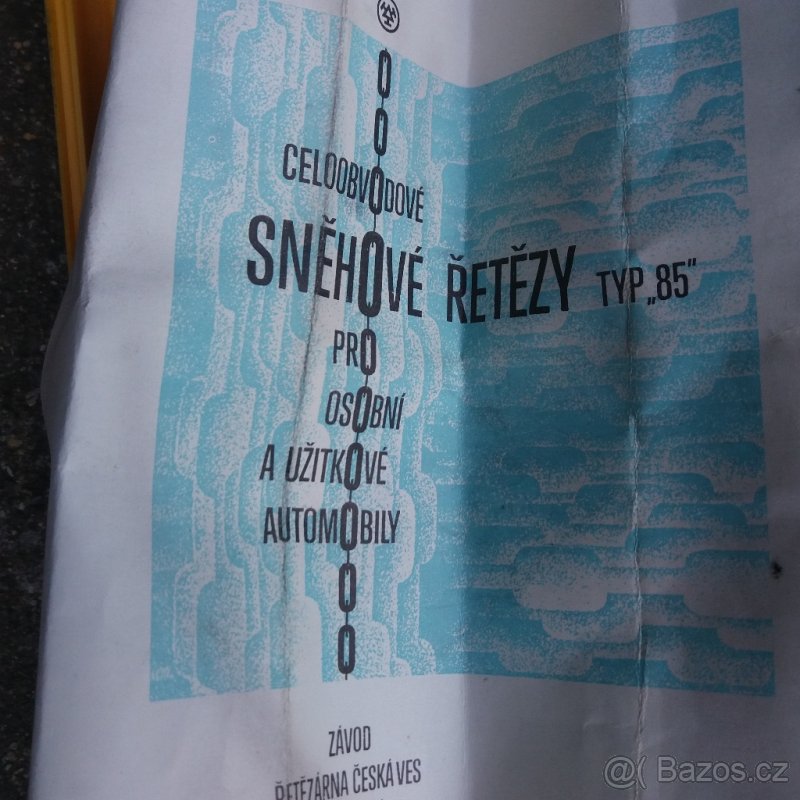 CELOOBVODOVÉ
SNĚHOVÉ ŘETĚZY TYP „85"
PRO
OSOBNÍ
A UŽITKOVÉ
AUTOMOBILY
ZÁVOD
ŘETĚZÁRNA ČESKÁ VES
@( Bazos.cz